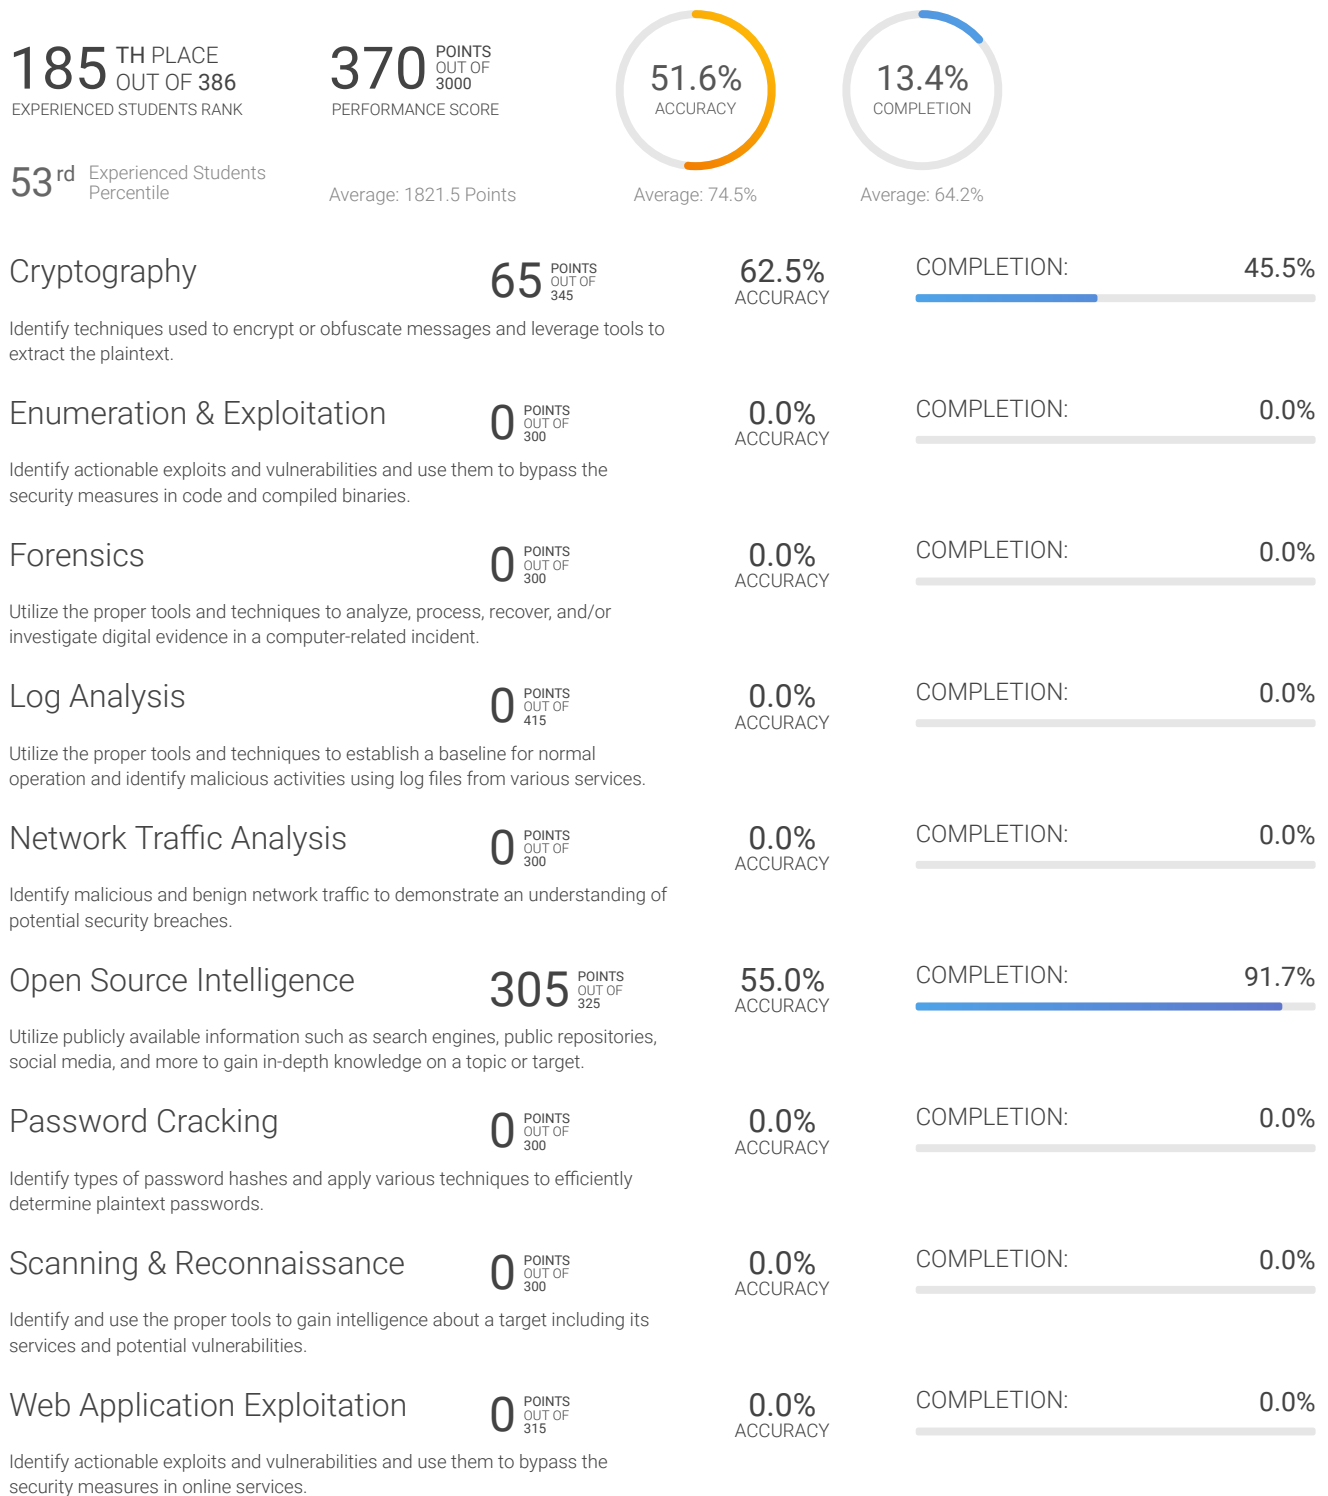 185 TH PLACE
OUT OF 386
EXPERIENCED STUDENTS RANK
53rd Experienced Students
Percentile
370 POINTS
OUT OF
3000
PERFORMANCE SCORE
Average: 1821.5 Points
51.6%
ACCURACY
Average: 74.5%
13.4%
COMPLETION
Average: 64.2%
Cryptography
65 POINTS
OUT OF
345
62.5%
ACCURACY
COMPLETION: 45.5%
Identify techniques used to encrypt or obfuscate messages and leverage tools to
extract the plaintext.
Enumeration & Exploitation
0 POINTS
OUT OF
300
0.0%
ACCURACY
COMPLETION: 0.0%
Identify actionable exploits and vulnerabilities and use them to bypass the
security measures in code and compiled binaries.
Forensics
0 POINTS
OUT OF
300
0.0%
ACCURACY
COMPLETION: 0.0%
Utilize the proper tools and techniques to analyze, process, recover, and/or
investigate digital evidence in a computer-related incident.
Log Analysis
0 POINTS
OUT OF
415
0.0%
ACCURACY
COMPLETION: 0.0%
Utilize the proper tools and techniques to establish a baseline for normal
operation and identify malicious activities using log files from various services.
Network Traffic Analysis
0 POINTS
OUT OF
300
0.0%
ACCURACY
COMPLETION: 0.0%
Identify malicious and benign network traffic to demonstrate an understanding of
potential security breaches.
Open Source Intelligence
305 POINTS
OUT OF
325
55.0%
ACCURACY
COMPLETION: 91.7%
Utilize publicly available information such as search engines, public repositories,
social media, and more to gain in-depth knowledge on a topic or target.
Password Cracking
0 POINTS
OUT OF
300
0.0%
ACCURACY
COMPLETION: 0.0%
Identify types of password hashes and apply various techniques to efficiently
determine plaintext passwords.
Scanning & Reconnaissance
0 POINTS
OUT OF
300
0.0%
ACCURACY
COMPLETION: 0.0%
Identify and use the proper tools to gain intelligence about a target including its
services and potential vulnerabilities.
Web Application Exploitation
0 POINTS
OUT OF
315
0.0%
ACCURACY
COMPLETION: 0.0%
Identify actionable exploits and vulnerabilities and use them to bypass the
security measures in online services.